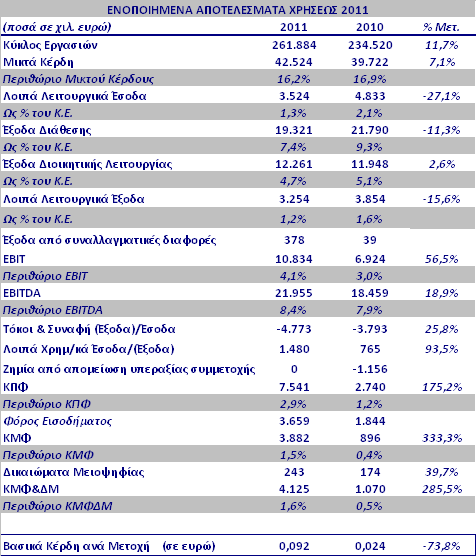 ΕΝΟΠΟΙΗΜΕΝΑ ΑΠΟΤΕΛΕΣΜΑΤΑ ΧΡΗΣΕΩΣ 2011
(ποσά σε χιλ. ευρώ) 2011 2010 % Μετ.
Κύκλος Εργασιών 261.884 234.520 11,7%
Μικτά Κέρδη 42.524 39.722 7,1%
Περιθώριο Μικτού Κέρδους 16,2% 16,9%
Λοιπά Λειτουργικά Έσοδα 3.524 4.833 -27,1%
Ως % του Κ.Ε. 1,3% 2,1%
Έξοδα Διάθεσης 19.321 21.790 -11,3%
Ως % του Κ.Ε. 7,4% 9,3%
Έξοδα Διοικητικής Λειτουργίας 12.261 11.948 2,6%
Ως % του Κ.Ε. 4,7% 5,1%
Λοιπά Λειτουργικά Έξοδα 3.254 3.854 -15,6%
Ως % του Κ.Ε. 1,2% 1,6%
Έξοδα από συναλλαγματικές διαφορές 378 39
EBIT 10.834 6.924 56,5%
Περιθώριο EBIT 4,1% 3,0%
EBITDA 21.955 18.459 18,9%
Περιθώριο EBITDA 8,4% 7,9%
Τόκοι & Συναφή (Έξοδα)/Έσοδα -4.773 -3.793 25,8%
Λοιπά Χρημ/κά Έσοδα/(Έξοδα) 1.480 765 93,5%
Ζημία από απομείωση υπεραξίας συμμετοχής 0 -1.156
ΚΠΦ 7.541 2.740 175,2%
Περιθώριο ΚΠΦ 2,9% 1,2%
Φόρος Εισοδήματος 3.659 1.844
ΚΜΦ 3.882 896 333,3%
Περιθώριο ΚΜΦ 1,5% 0,4%
Δικαιώματα Μειοψηφίας 243 174 39,7%
ΚΜΦ&ΔΜ 4.125 1.070 285,5%
Περιθώριο ΚΜΦΔΜ 1,6% 0,5%
Βασικά Κέρδη ανά Μετοχή (σε ευρώ) 0,092 0,024 -73,8%